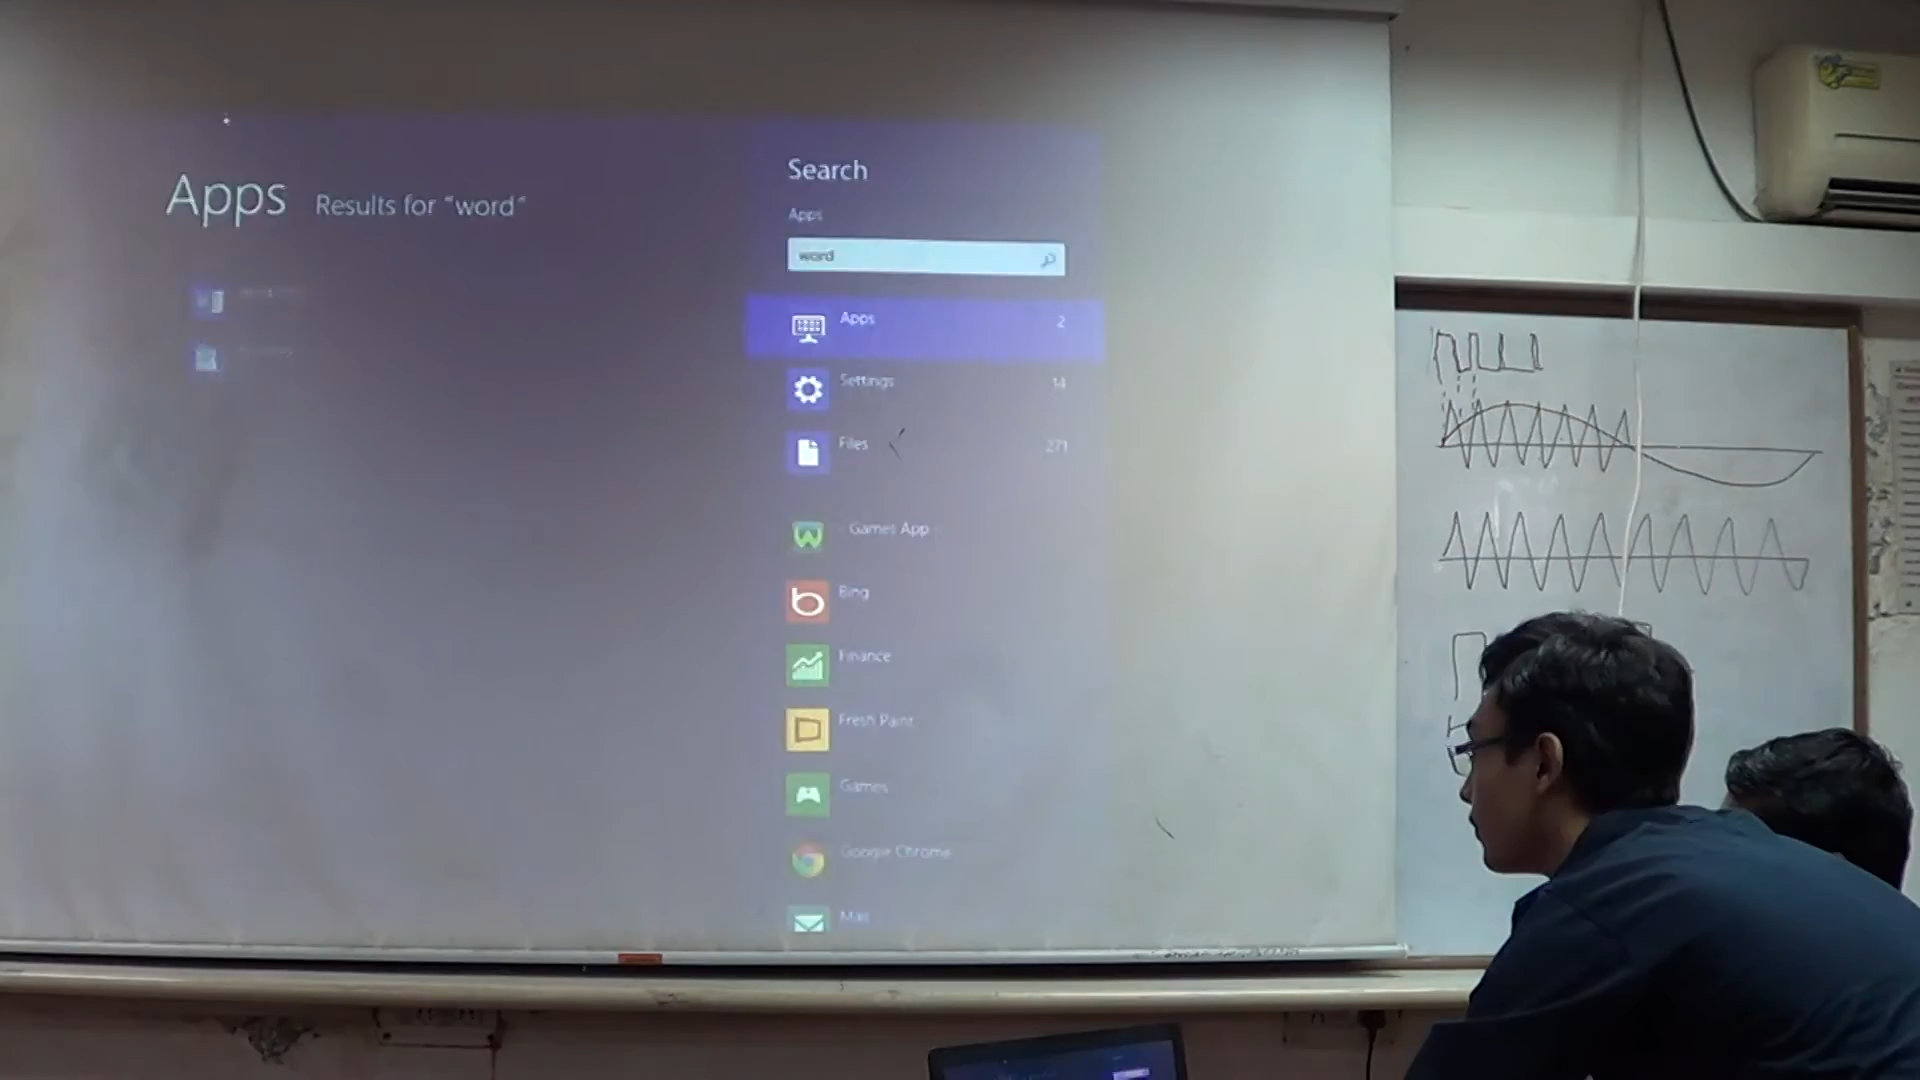 Apps Results for "word"
Search
Apps
word
Apps 2
Settings 14
Files 271
Games App
Bing
Finance
Fresh Paint
Games
Google Chrome
Mail